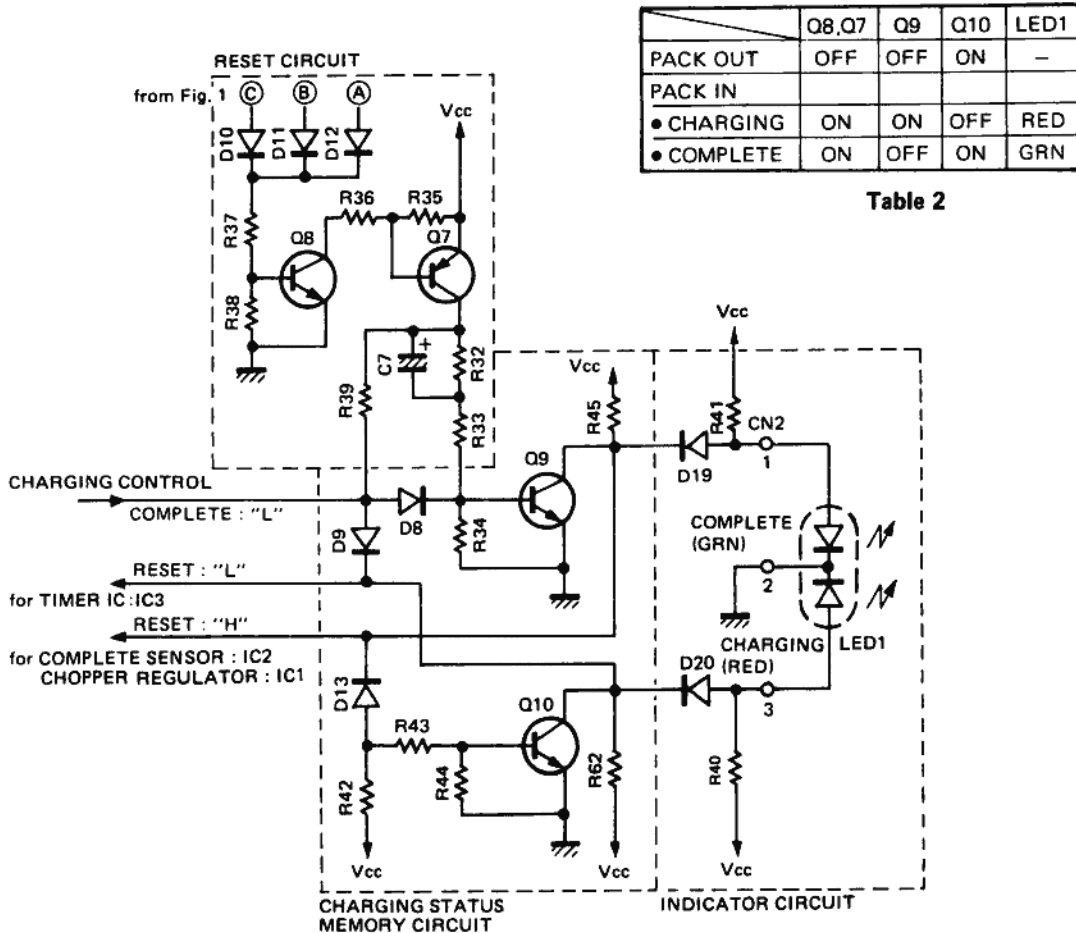 Q8,Q7 Q9 Q10 LED1
PACK OUT OFF OFF ON –
PACK IN
• CHARGING ON ON OFF RED
• COMPLETE ON OFF ON GRN
Table 2
RESET CIRCUIT
from Fig. 1 C B A
D10 D11 D12
Vcc
R36 R35
R37
Q8
Q7
R38
C7 +
R32
R39
R33
Vcc
R45
Vcc
R41
CN2
1
D19
Q9
CHARGING CONTROL
COMPLETE : "L"
D8
D9
R34
COMPLETE
(GRN)
2
RESET : "L"
for TIMER IC :IC3
RESET : "H"
for COMPLETE SENSOR : IC2
CHOPPER REGULATOR : IC1
CHARGING
(RED)
LED1
D20
3
D13
Q10
R43
R44
R42
R62
R40
Vcc
Vcc
Vcc
CHARGING STATUS
MEMORY CIRCUIT
INDICATOR CIRCUIT